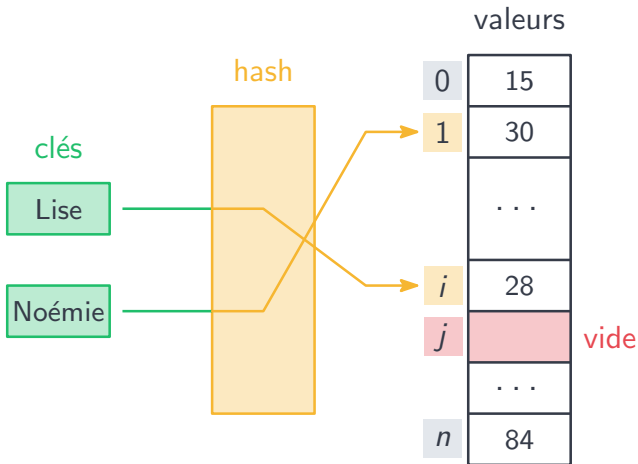 valeurs
hash
0 15
1 30
clés
Lise
. . .
i 28
Noémie
j vide
. . .
n 84